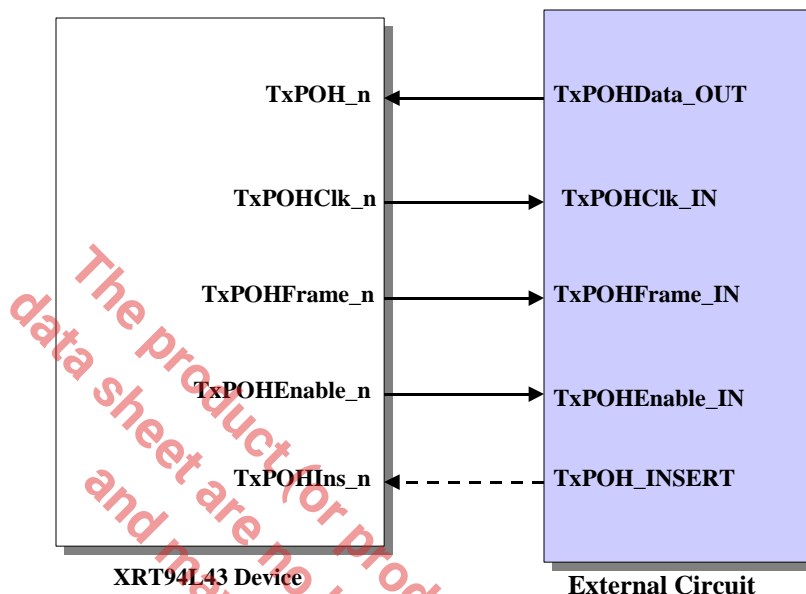 TxPOH_n
TxPOHData_OUT
TxPOHClk_n
TxPOHClk_IN
TxPOHFrame_n
TxPOHFrame_IN
TxPOHEnable_n
TxPOHEnable_IN
TxPOHIns_n
TxPOH_INSERT
XRT94L43 Device
External Circuit
The product (or prod
data sheet are no
and may